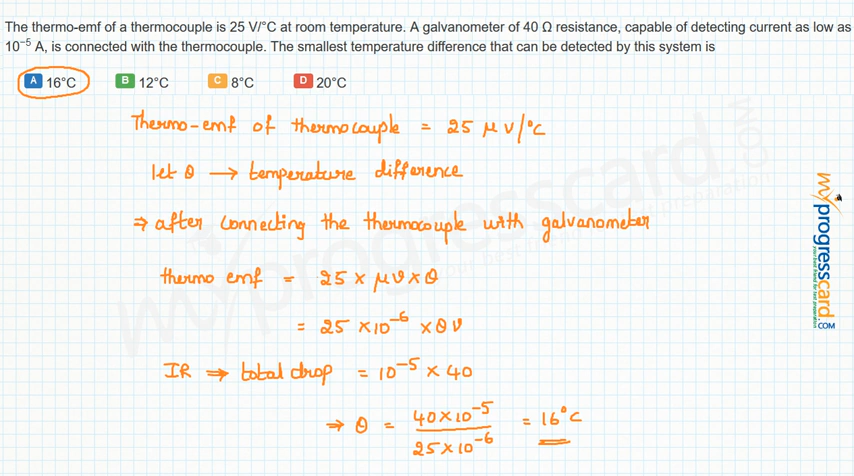 The thermo-emf of a thermocouple is 25 V/°C at room temperature. A galvanometer of 40 Ω resistance, capable of detecting current as low as
10⁻⁵ A, is connected with the thermocouple. The smallest temperature difference that can be detected by this system is
A 16°C B 12°C C 8°C D 20°C
Thermo-emf of thermocouple = 25 μv/°C
let θ → temperature difference
⇒ after connecting the thermocouple with galvanometer
thermo emf = 25 × μv × θ
= 25 × 10⁻⁶ × θ v
IR ⇒ total drop = 10⁻⁵ × 40
⇒ θ = 40×10⁻⁵ / 25×10⁻⁶ = 16°C
myprogresscard.COM